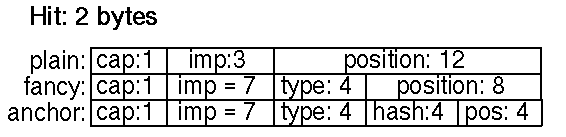 Hit: 2 bytes
plain: cap:1 imp:3 position: 12
fancy: cap:1 imp = 7 type: 4 position: 8
anchor: cap:1 imp = 7 type: 4 hash:4 pos: 4